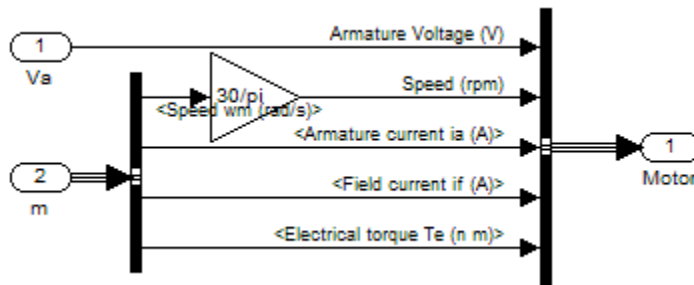 Armature Voltage (V)
1
Va
30/pi
Speed (rpm)
<Speed wm (rad/s)>
<Armature current ia (A)>
1
Motor
2
m
<Field current if (A)>
<Electrical torque Te (n m)>